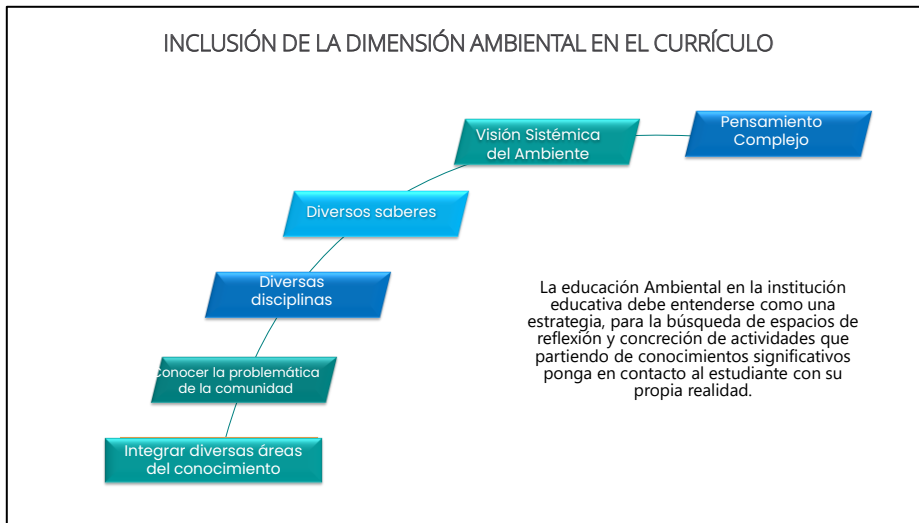 INCLUSIÓN DE LA DIMENSIÓN AMBIENTAL EN EL CURRÍCULO
Pensamiento
Complejo
Visión Sistémica
del Ambiente
Diversos saberes
Diversas
disciplinas
Conocer la problemática
de la comunidad
Integrar diversas áreas
del conocimiento
La educación Ambiental en la institución
educativa debe entenderse como una
estrategia, para la búsqueda de espacios de
reflexión y concreción de actividades que
partiendo de conocimientos significativos
ponga en contacto al estudiante con su
propia realidad.